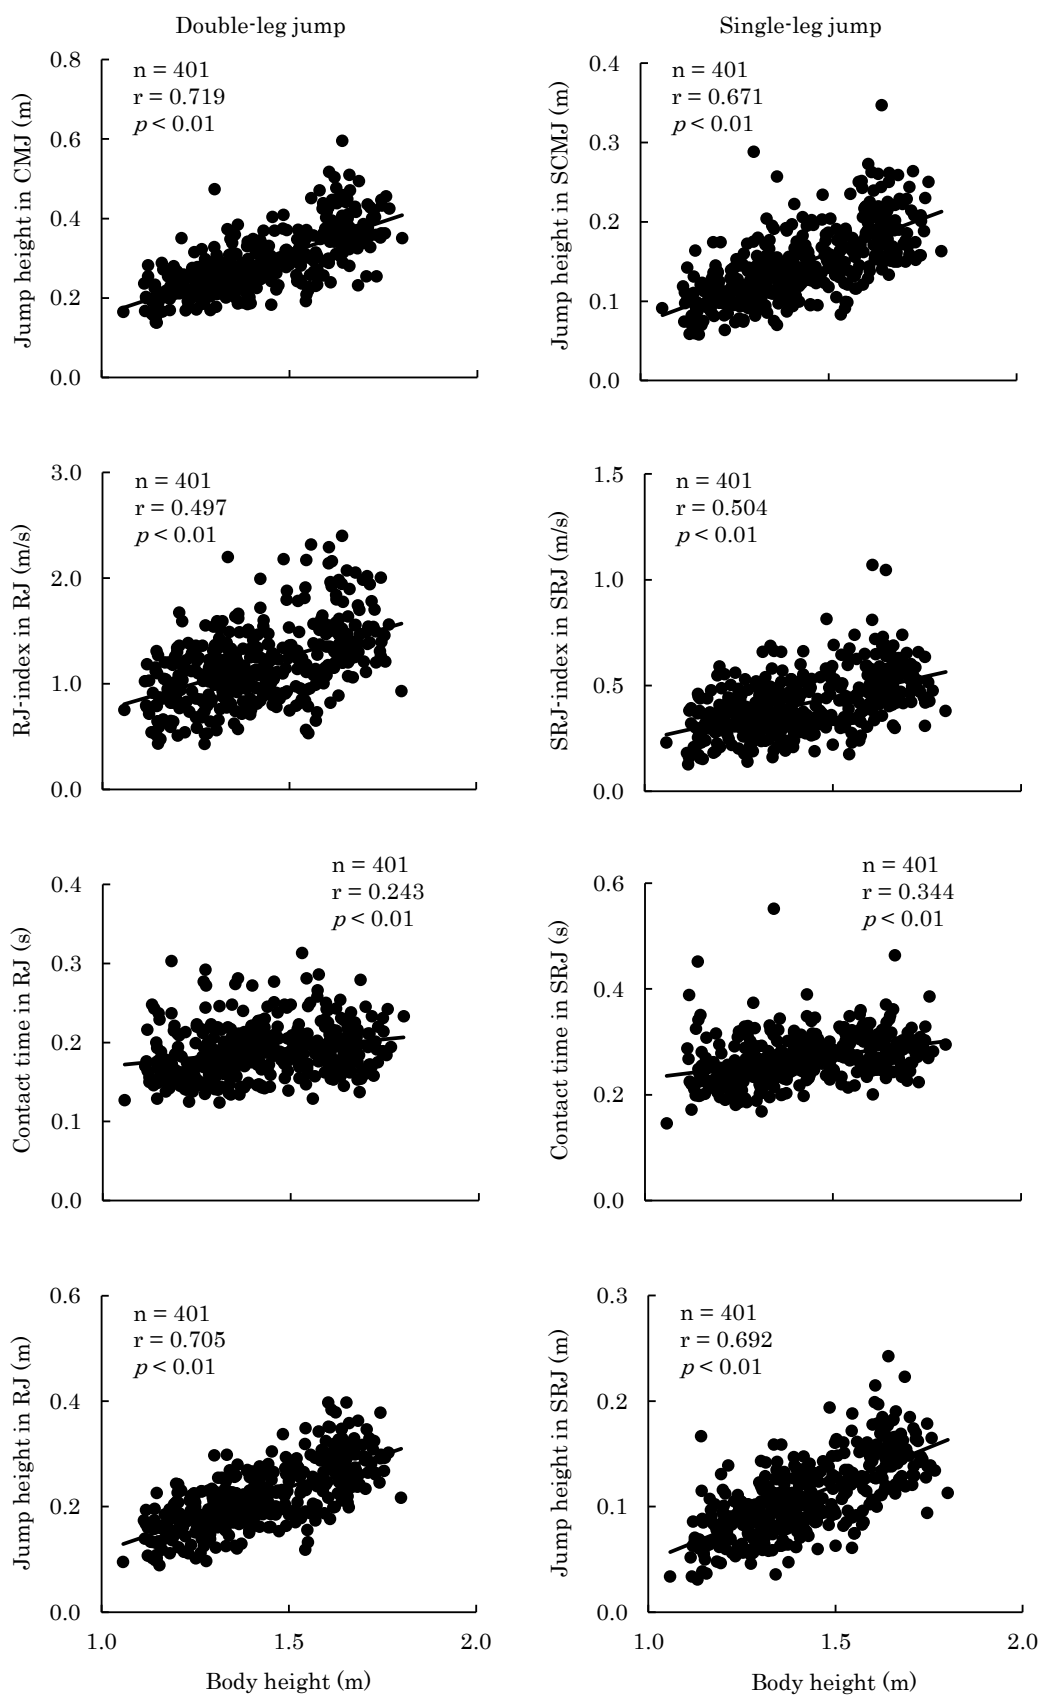 Double-leg jump
Single-leg jump
Jump height in CMJ (m)
0.8
0.6
0.4
0.2
0.0
n = 401
r = 0.719
p < 0.01
Jump height in SCMJ (m)
0.4
0.3
0.2
0.1
0.0
n = 401
r = 0.671
p < 0.01
RJ-index in RJ (m/s)
3.0
2.0
1.0
0.0
n = 401
r = 0.497
p < 0.01
SRJ-index in SRJ (m/s)
1.5
1.0
0.5
0.0
n = 401
r = 0.504
p < 0.01
Contact time in RJ (s)
0.4
0.3
0.2
0.1
0.0
n = 401
r = 0.243
p < 0.01
Contact time in SRJ (s)
0.6
0.4
0.2
0.0
n = 401
r = 0.344
p < 0.01
Jump height in RJ (m)
0.6
0.4
0.2
0.0
n = 401
r = 0.705
p < 0.01
1.0 1.5 2.0
Body height (m)
Jump height in SRJ (m)
0.3
0.2
0.1
0.0
n = 401
r = 0.692
p < 0.01
1.0 1.5 2.0
Body height (m)